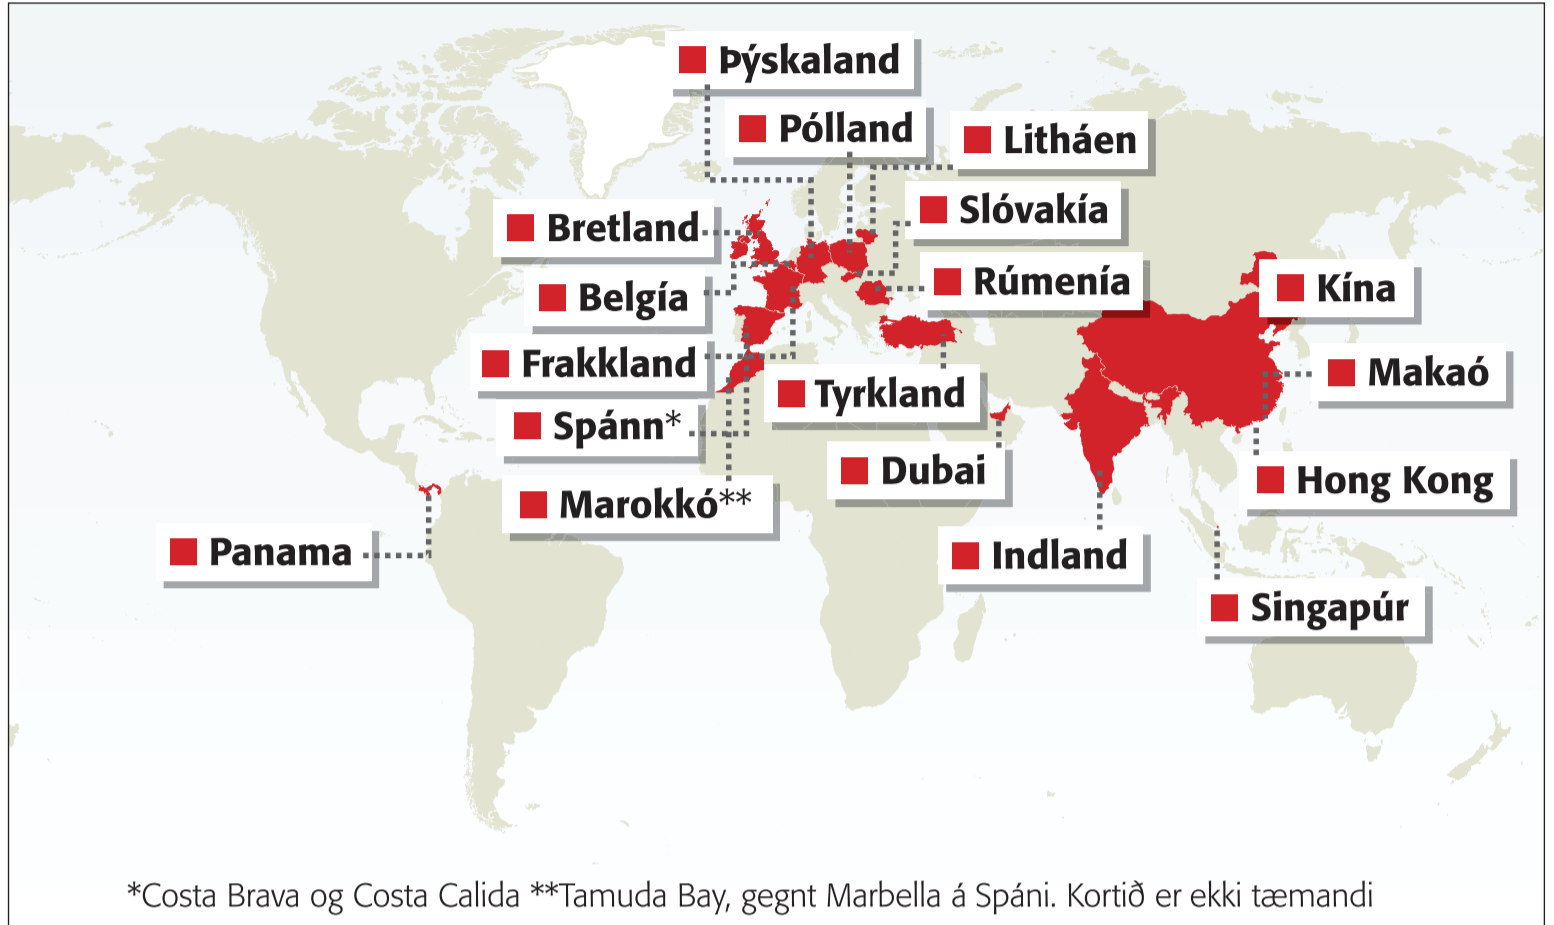 Þýskaland
Pólland
Litháen
Slóvakía
Bretland
Rúmenía
Kína
Belgía
Frakkland
Makaó
Tyrkland
Spánn*
Dubai
Hong Kong
Marokkó**
Panama
Indland
Singapúr
*Costa Brava og Costa Calida **Tamuda Bay, gegnt Marbella á Spáni. Kortið er ekki tæmandi